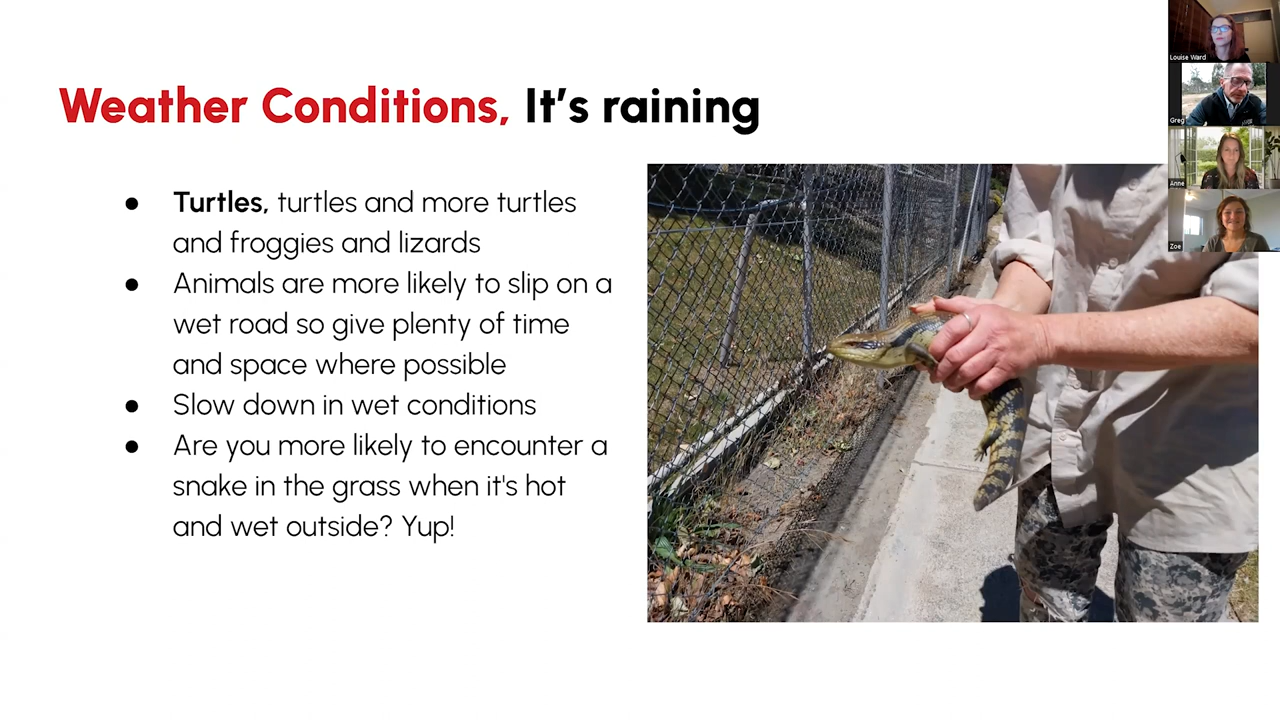 Weather Conditions, It's raining
● Turtles, turtles and more turtles
and froggies and lizards
● Animals are more likely to slip on a
wet road so give plenty of time
and space where possible
● Slow down in wet conditions
● Are you more likely to encounter a
snake in the grass when it's hot
and wet outside? Yup!
Louise Ward
Greg
Anne
Zoe